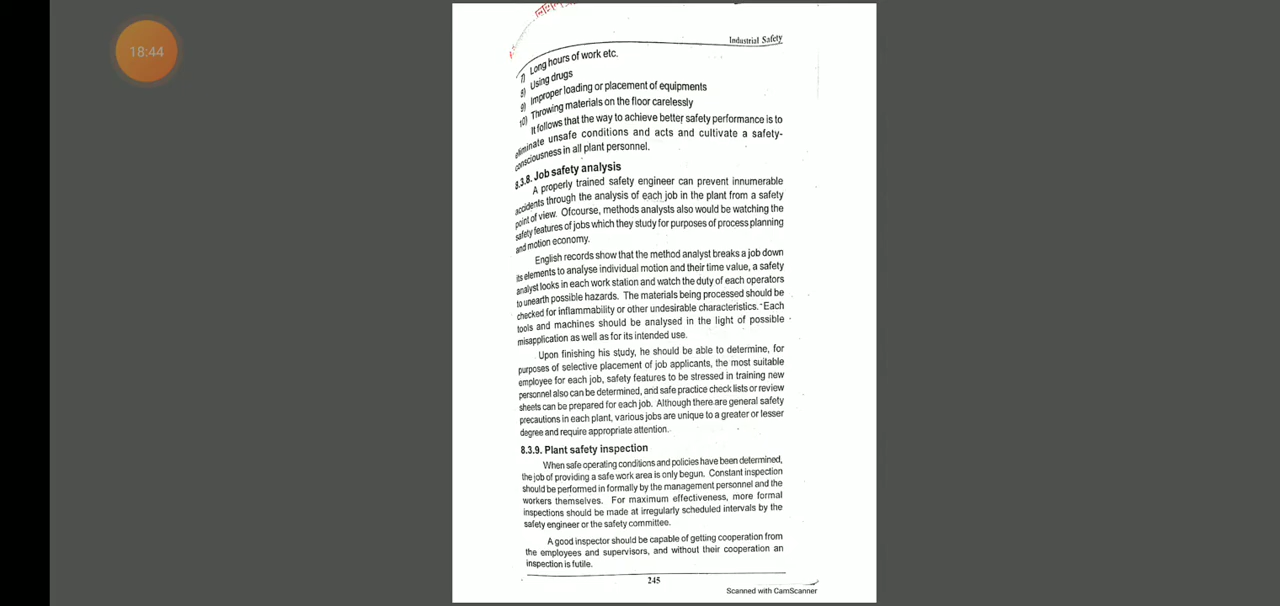 18:44
Industrial Safety
7) Long hours of work etc.
8) Using drugs
9) Improper loading or placement of equipments
10) Throwing materials on the floor carelessly
It follows that the way to achieve better safety performance is to
eliminate unsafe conditions and acts and cultivate a safety-
consciousness in all plant personnel.
8.3.8. Job safety analysis
A properly trained safety engineer can prevent innumerable
accidents through the analysis of each job in the plant from a safety
point of view. Ofcourse, methods analysts also would be watching the
safety features of jobs which they study for purposes of process planning
and motion economy.
English records show that the method analyst breaks a job down
its elements to analyse individual motion and their time value, a safety
analyst looks in each work station and watch the duty of each operators
to unearth possible hazards. The materials being processed should be
checked for inflammability or other undesirable characteristics. Each
tools and machines should be analysed in the light of possible
misapplication as well as for its intended use.
Upon finishing his study, he should be able to determine, for
purposes of selective placement of job applicants, the most suitable
employee for each job, safety features to be stressed in training new
personnel also can be determined, and safe practice check lists or review
sheets can be prepared for each job. Although there are general safety
precautions in each plant, various jobs are unique to a greater or lesser
degree and require appropriate attention.
8.3.9. Plant safety inspection
When safe operating conditions and policies have been determined,
the job of providing a safe work area is only begun. Constant inspection
should be performed in formally by the management personnel and the
workers themselves. For maximum effectiveness, more formal
inspections should be made at irregularly scheduled intervals by the
safety engineer or the safety committee.
A good inspector should be capable of getting cooperation from
the employees and supervisors, and without their cooperation an
inspection is futile.
245
Scanned with CamScanner